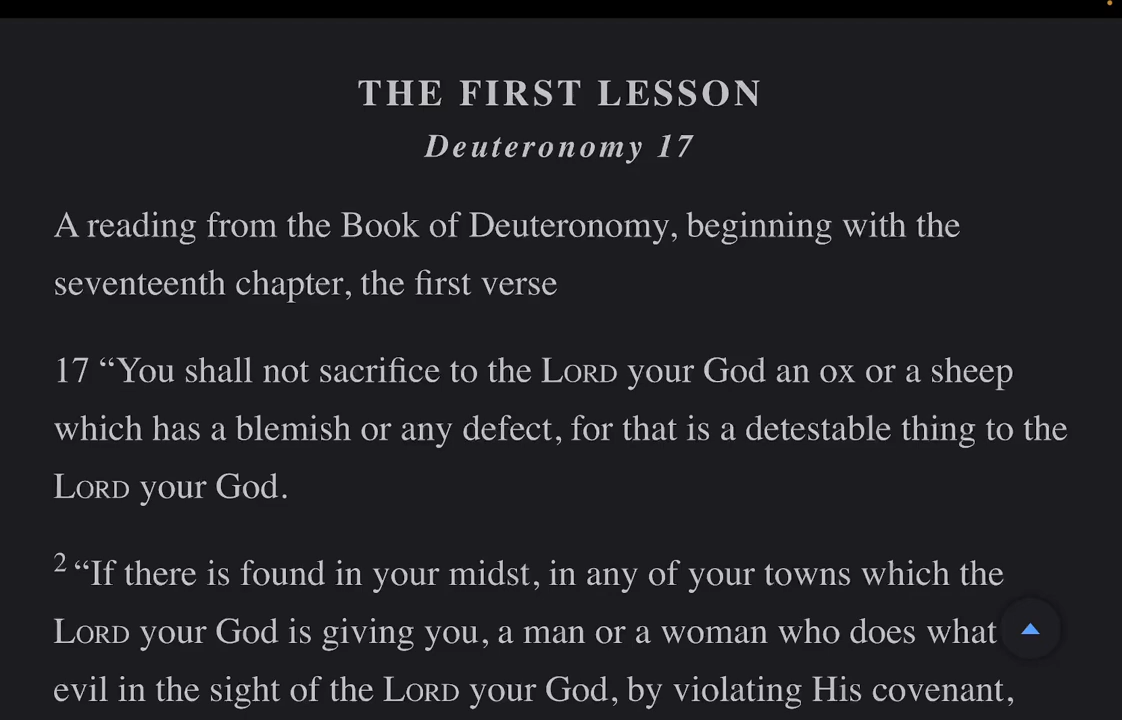 THE FIRST LESSON
Deuteronomy 17
A reading from the Book of Deuteronomy, beginning with the
seventeenth chapter, the first verse
17 “You shall not sacrifice to the LORD your God an ox or a sheep
which has a blemish or any defect, for that is a detestable thing to the
LORD your God.
2 “If there is found in your midst, in any of your towns which the
LORD your God is giving you, a man or a woman who does what
evil in the sight of the LORD your God, by violating His covenant,